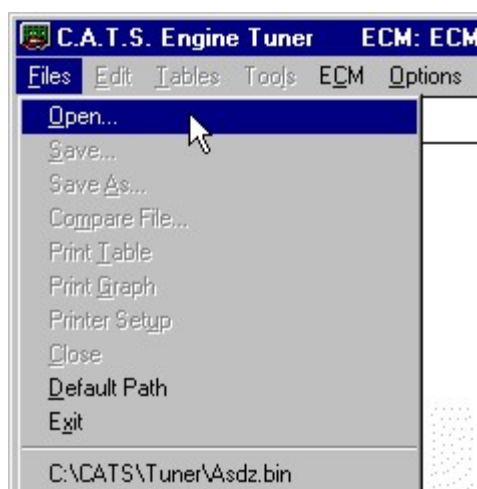 C.A.T.S. Engine Tuner ECM: ECM
Files Edit Tables Tools ECM Options
Open...
Save...
Save As...
Compare File...
Print Table
Print Graph
Printer Setup
Close
Default Path
Exit
C:\CATS\Tuner\Asdz.bin